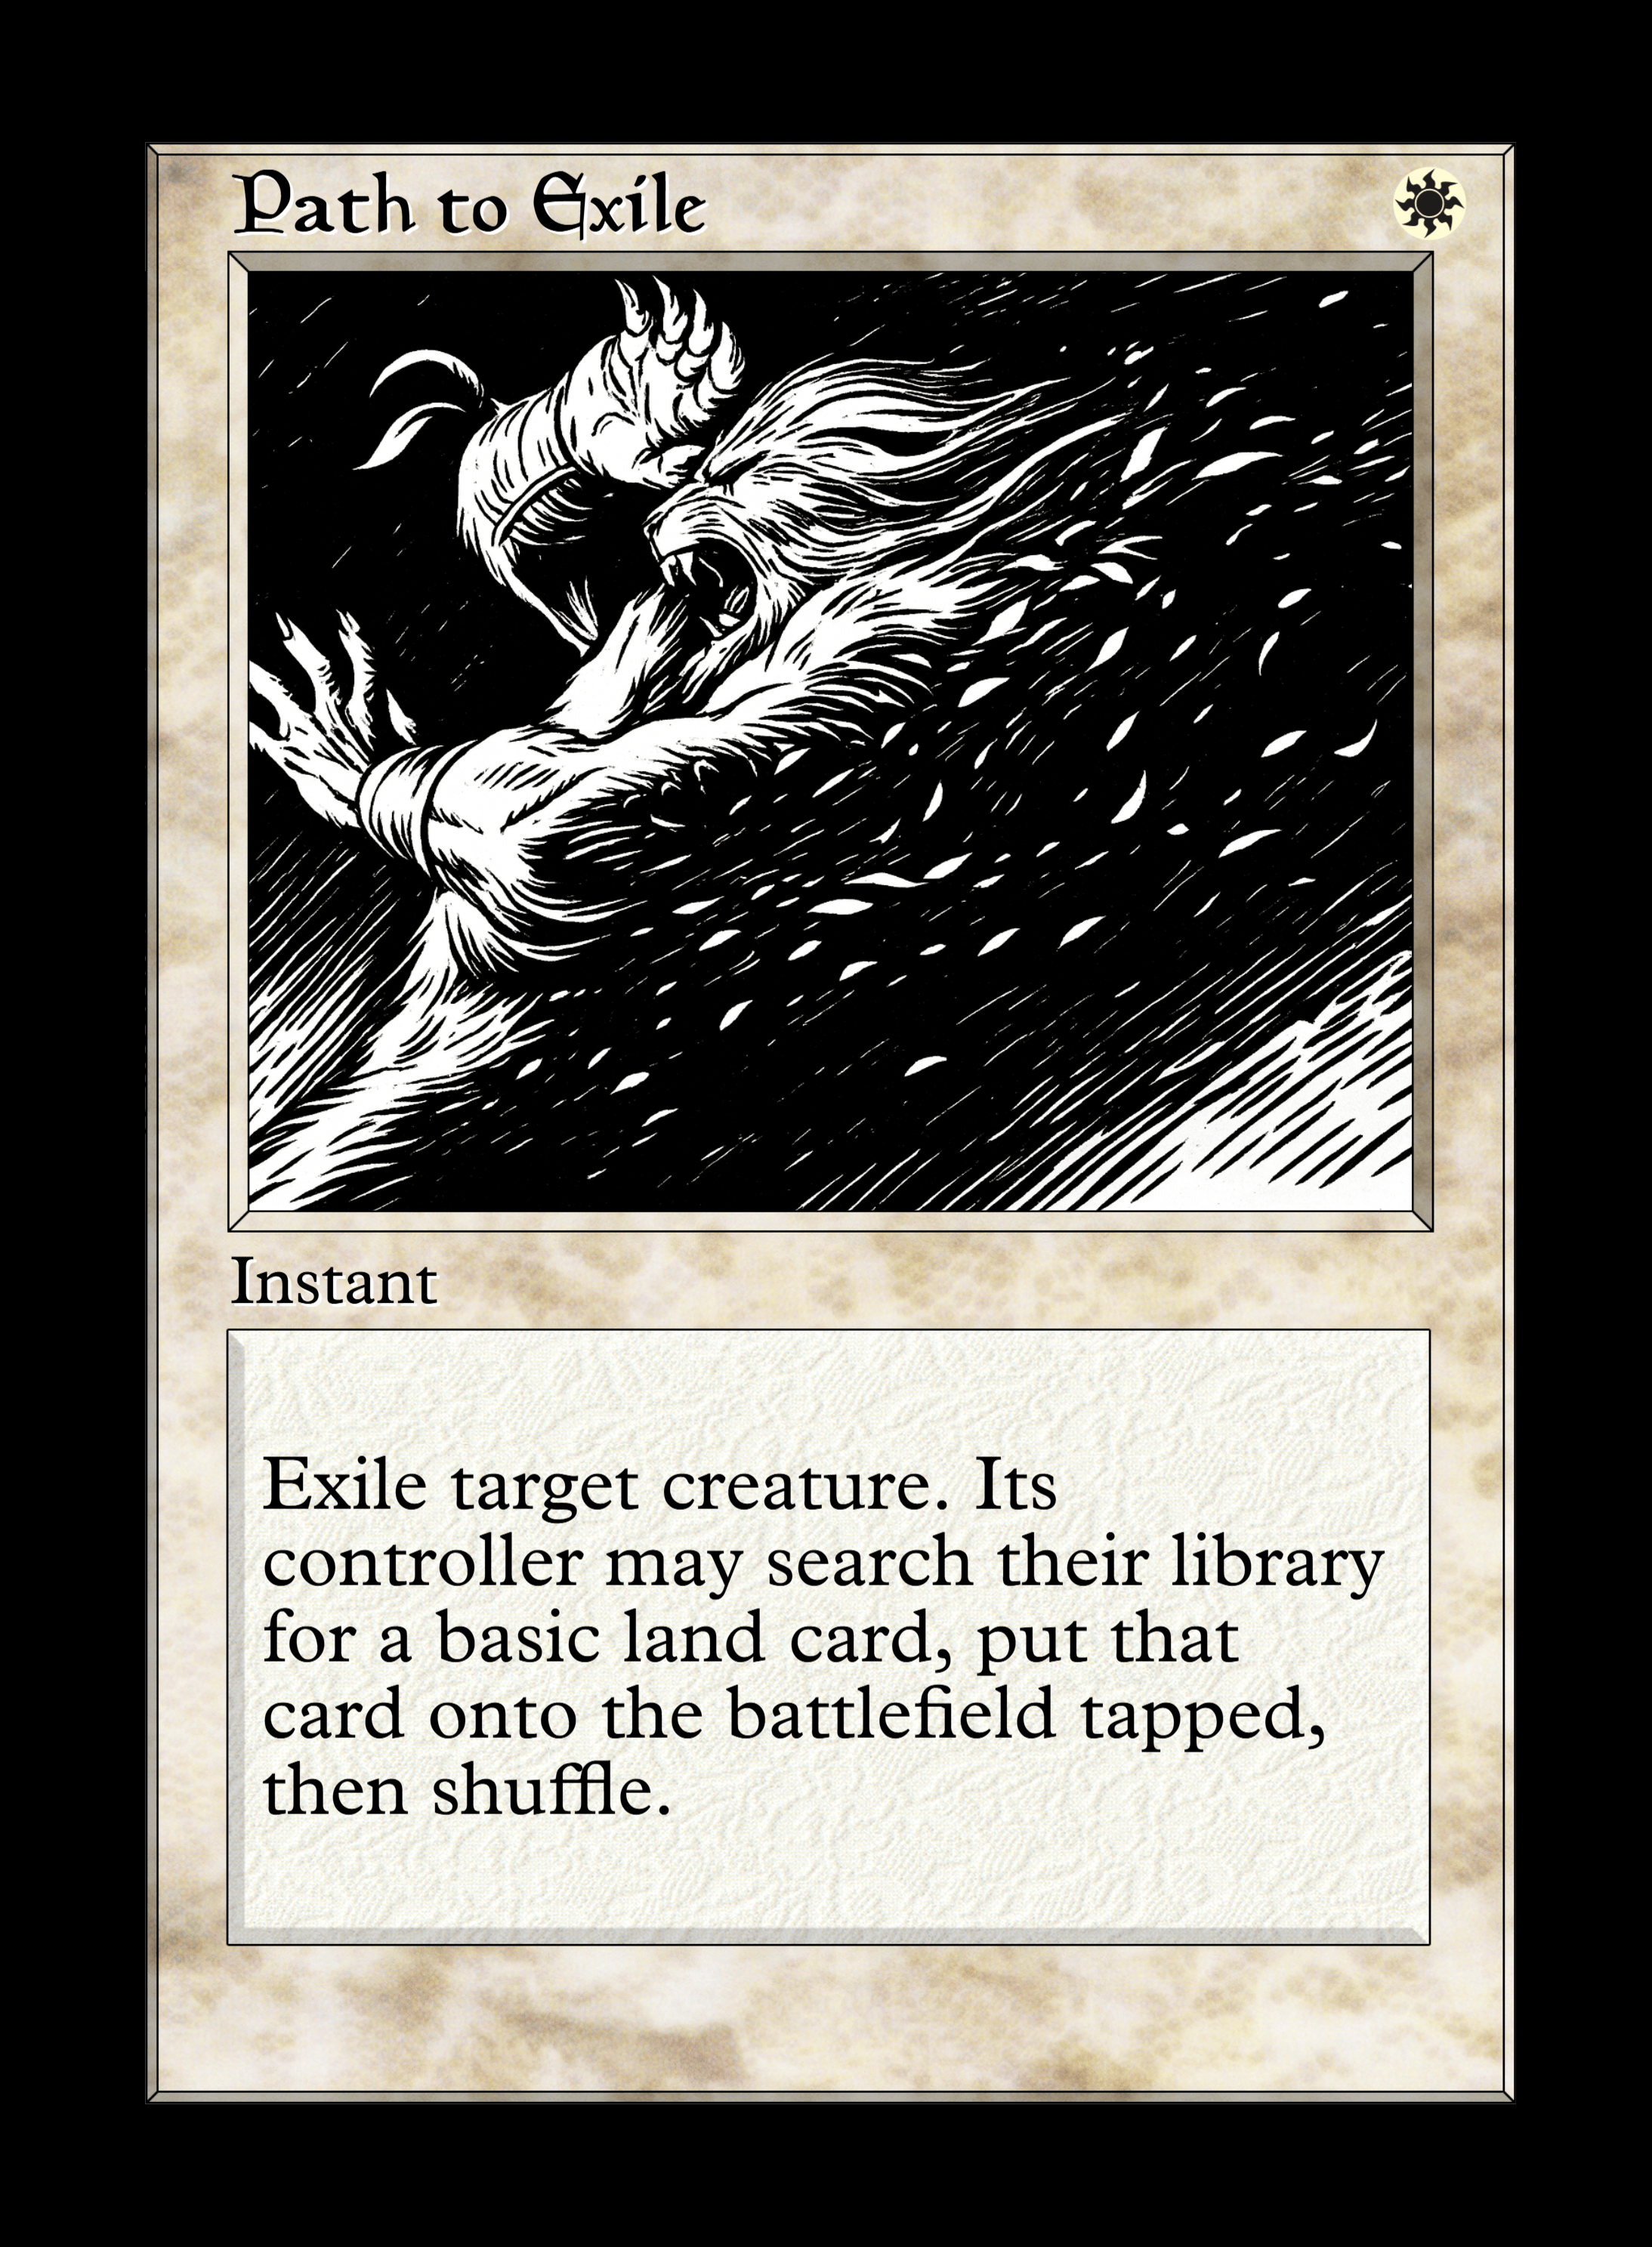 Path to Exile
Instant
Exile target creature. Its
controller may search their library
for a basic land card, put that
card onto the battlefield tapped,
then shuffle.